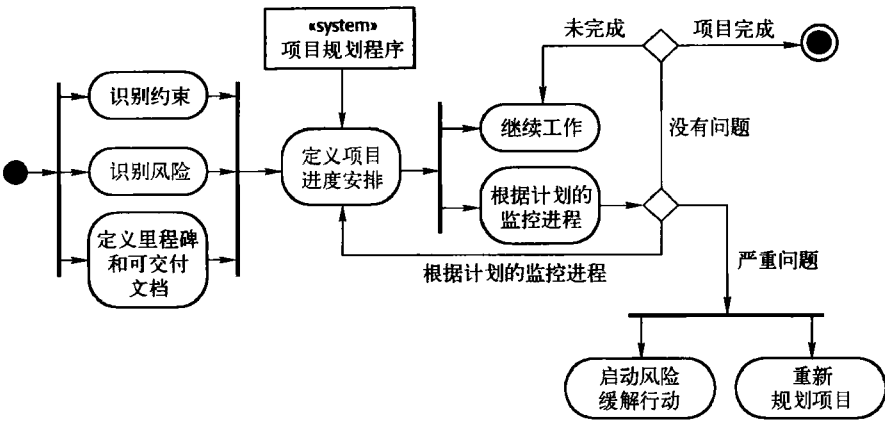 «system»
项目规划程序
未完成
项目完成
识别约束
继续工作
没有问题
识别风险
定义项目
进度安排
根据计划的
监控进程
定义里程碑
和可交付
文档
根据计划的监控进程
严重问题
启动风险
缓解行动
重新
规划项目